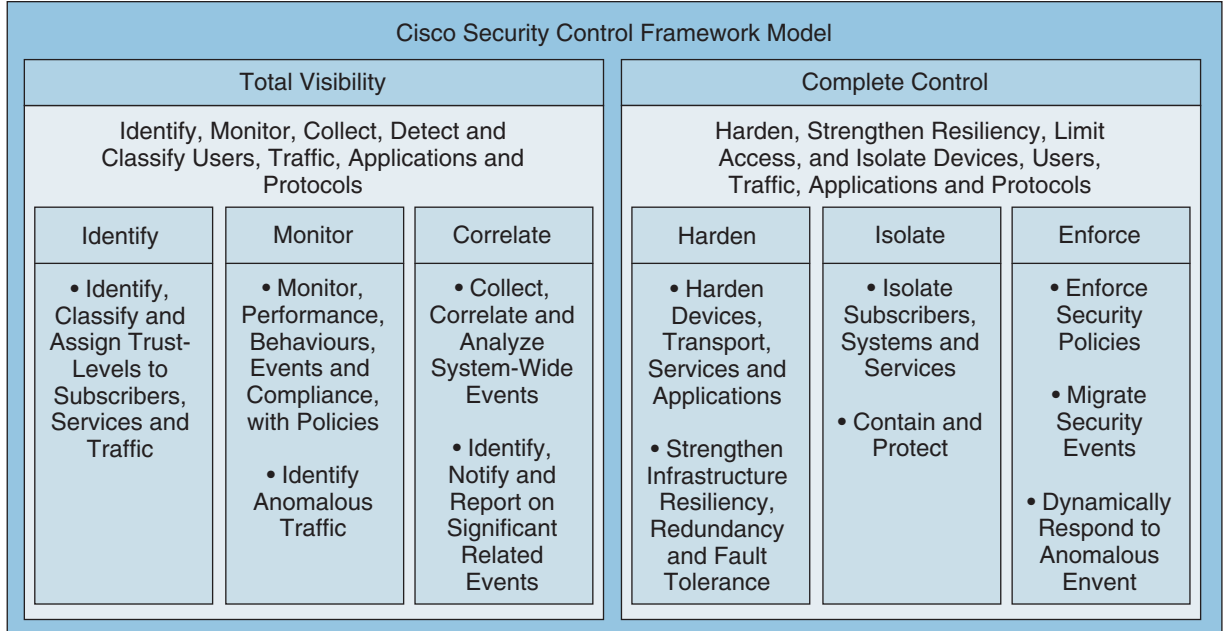 Cisco Security Control Framework Model
Total Visibility
Identify, Monitor, Collect, Detect and
Classify Users, Traffic, Applications and
Protocols
Identify
• Identify,
Classify and
Assign Trust-
Levels to
Subscribers,
Services and
Traffic
Monitor
• Monitor,
Performance,
Behaviours,
Events and
Compliance,
with Policies
• Identify
Anomalous
Traffic
Correlate
• Collect,
Correlate and
Analyze
System-Wide
Events
• Identify,
Notify and
Report on
Significant
Related
Events
Complete Control
Harden, Strengthen Resiliency, Limit
Access, and Isolate Devices, Users,
Traffic, Applications and Protocols
Harden
• Harden
Devices,
Transport,
Services and
Applications
• Strengthen
Infrastructure
Resiliency,
Redundancy
and Fault
Tolerance
Isolate
• Isolate
Subscribers,
Systems and
Services
• Contain and
Protect
Enforce
• Enforce
Security
Policies
• Migrate
Security
Events
• Dynamically
Respond to
Anomalous
Envent